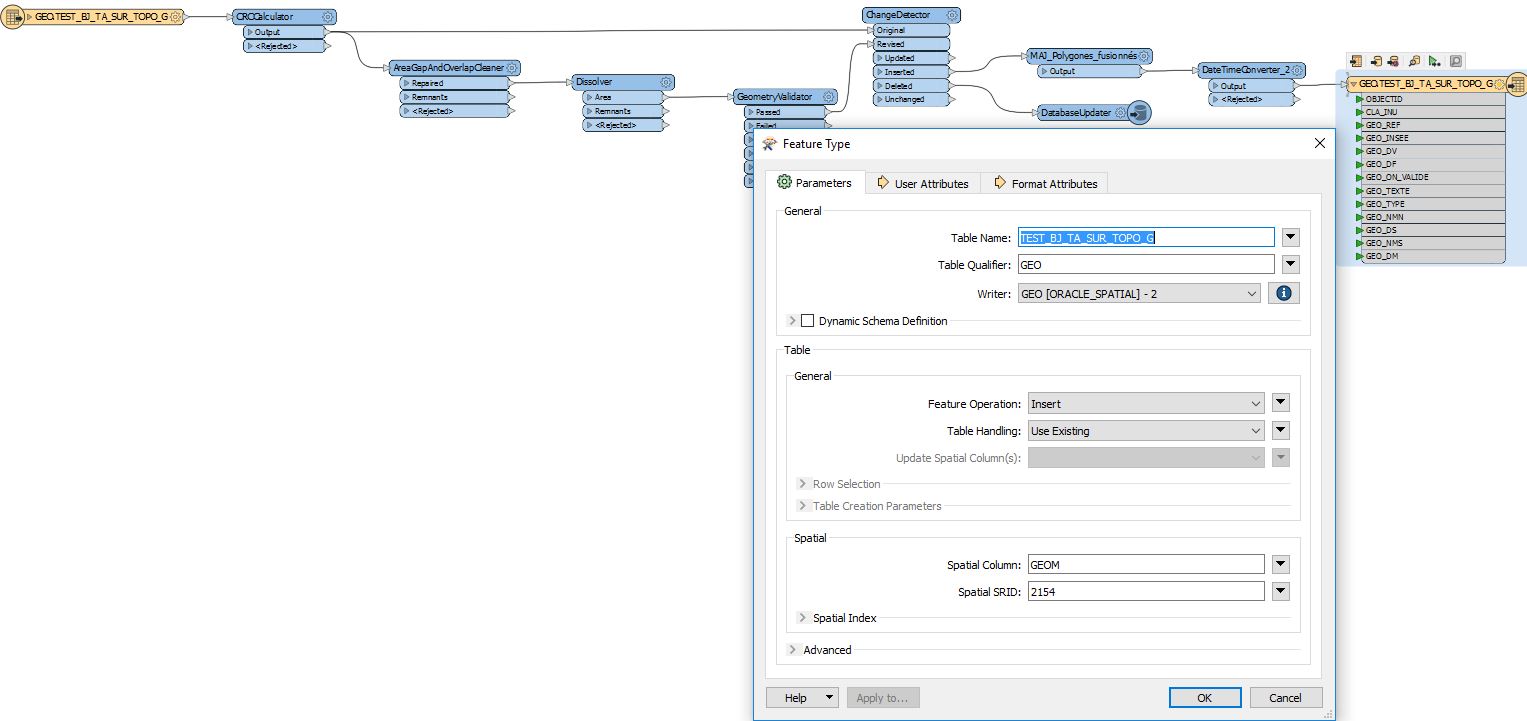 GEO.TEST_BJ_TA_SUR_TOPO_G
CRCCalculator
Output
<Rejected>
AreaGapAndOverlapCleaner
Repaired
Remnants
<Rejected>
Dissolver
Area
Remnants
<Rejected>
GeometryValidator
Passed
Failed
ChangeDetector
Original
Revised
Updated
Inserted
Deleted
Unchanged
MAJ_Polygones_fusionnés
Output
DatabaseUpdater
DateTimeConverter_2
Output
<Rejected>
GEO.TEST_BJ_TA_SUR_TOPO_G
OBJECTID
CLA_INU
GEO_REF
GEO_INSEE
GEO_DV
GEO_DF
GEO_ON_VALIDE
GEO_TEXTE
GEO_TYPE
GEO_NMN
GEO_DS
GEO_NMS
GEO_DM
Feature Type
Parameters User Attributes Format Attributes
General
Table Name: TEST_BJ_TA_SUR_TOPO_G
Table Qualifier: GEO
Writer: GEO [ORACLE_SPATIAL] - 2
Dynamic Schema Definition
Table
General
Feature Operation: Insert
Table Handling: Use Existing
Update Spatial Column(s):
Row Selection
Table Creation Parameters
Spatial
Spatial Column: GEOM
Spatial SRID: 2154
Spatial Index
Advanced
Help Apply to... OK Cancel